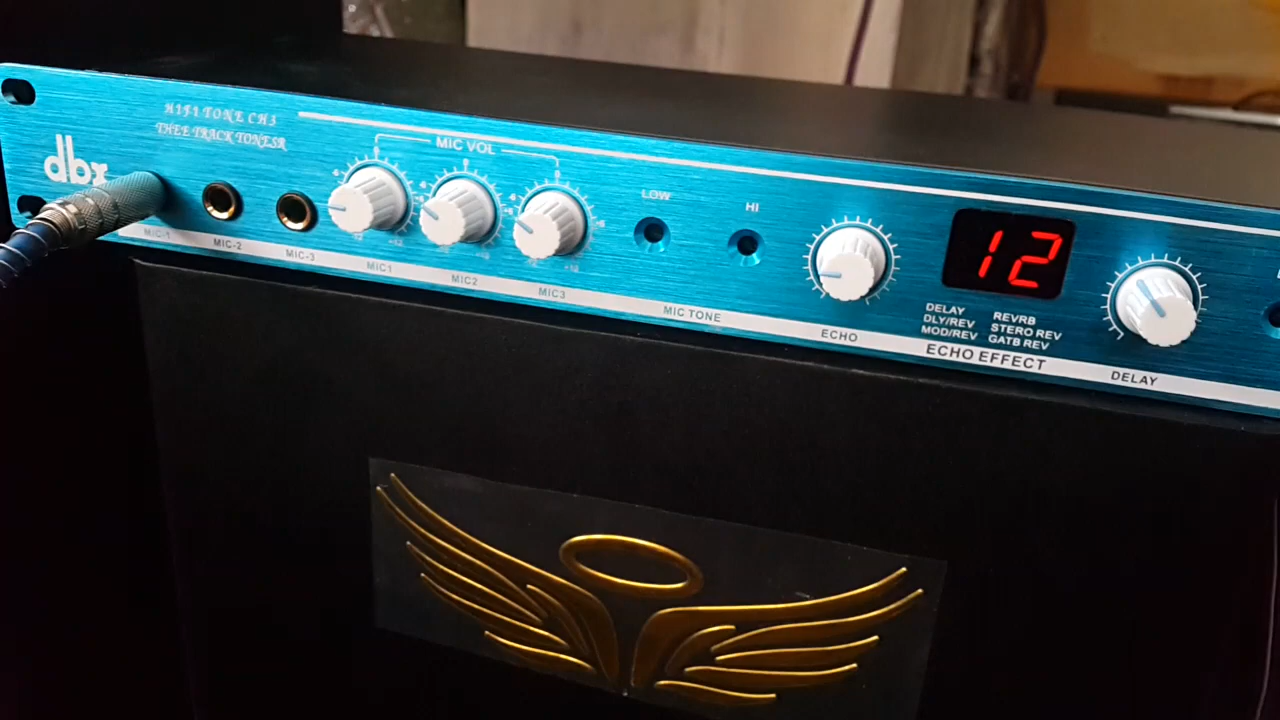 HIFI TONE CH3
THEE TRACK TONESR
dbx
MIC VOL
LOW
HI
12
DELAY REVRB
DLY/REV STERO REV
MOD/REV GATB REV
MIC-1 MIC-2 MIC-3 MIC1 MIC2 MIC3 MIC TONE ECHO ECHO EFFECT DELAY